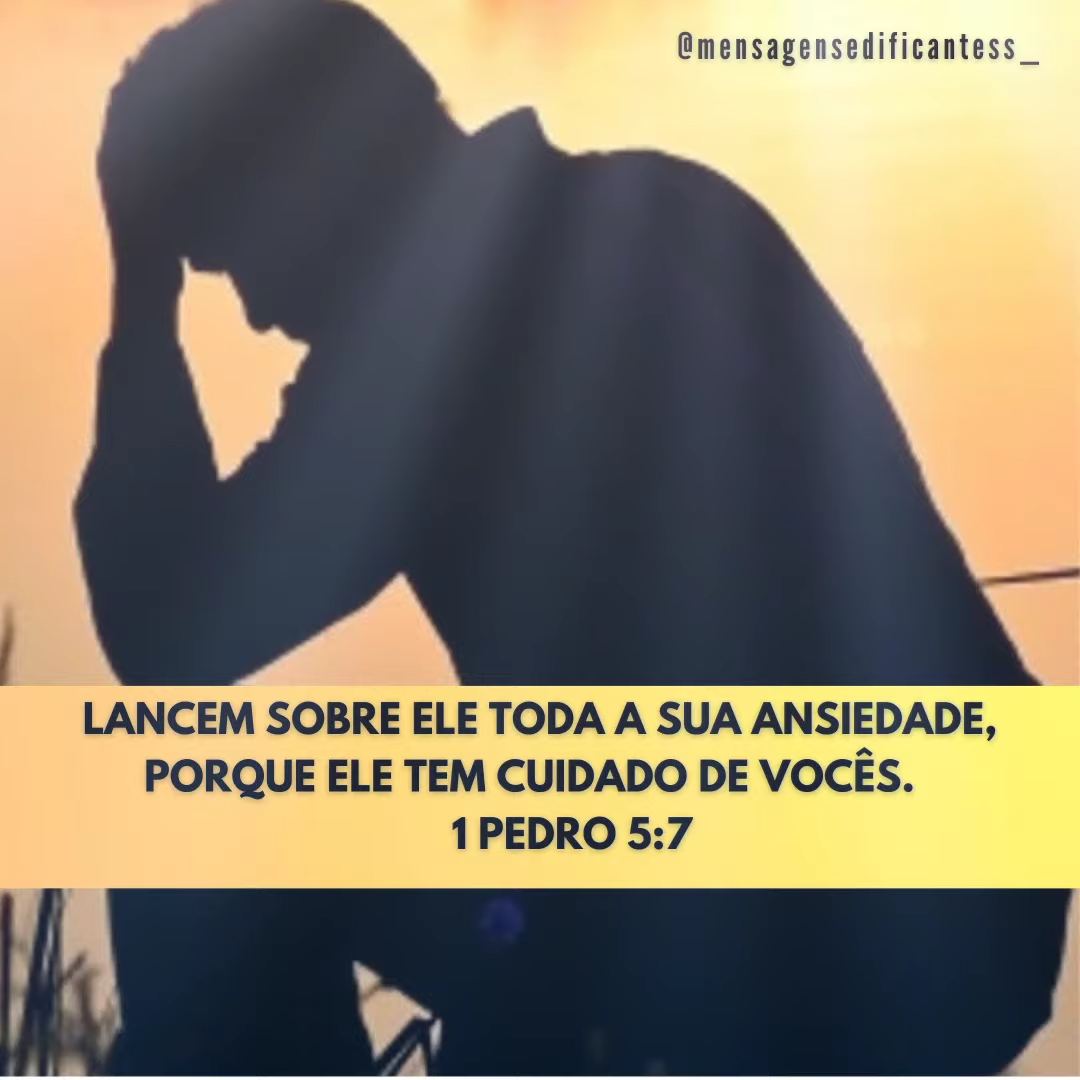 @mensagensedificantess_
LANCEM SOBRE ELE TODA A SUA ANSIEDADE,
PORQUE ELE TEM CUIDADO DE VOCÊS.
1 PEDRO 5:7